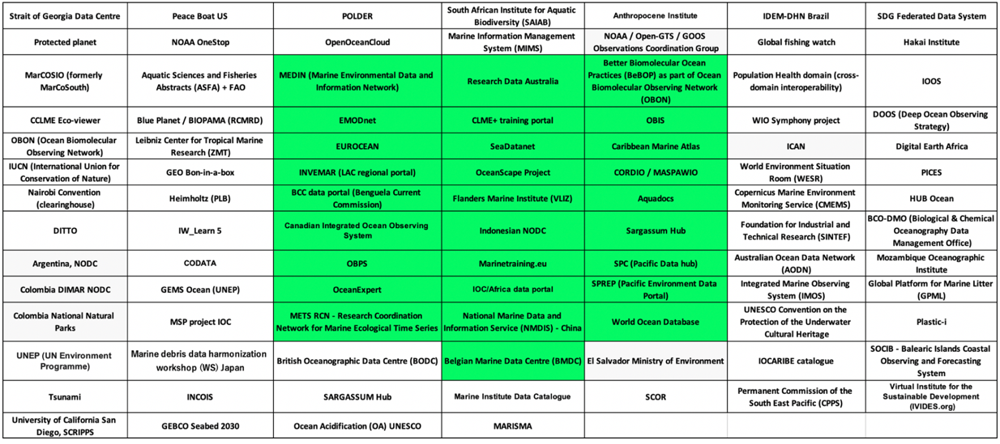 Strait of Georgia Data Centre
Peace Boat US
POLDER
South African Institute for Aquatic
Biodiversity (SAIAB)
Anthropocene Institute
IDEM-DHN Brazil
SDG Federated Data System
Protected planet
NOAA OneStop
OpenOceanCloud
Marine Information Management
System (MIMS)
NOAA / Open-GTS / GOOS
Observations Coordination Group
Global fishing watch
Hakai Institute
MarCOSIO (formerly
MarCoSouth)
Aquatic Sciences and Fisheries
Abstracts (ASFA) + FAO
MEDIN (Marine Environmental Data and
Information Network)
Research Data Australia
Better Biomolecular Ocean
Practices (BeBOP) as part of Ocean
Biomolecular Observing Network
(OBON)
Population Health domain (cross-
domain interoperability)
IOOS
CCLME Eco-viewer
Blue Planet / BIOPAMA (RCMRD)
EMODnet
CLME+ training portal
OBIS
WIO Symphony project
DOOS (Deep Ocean Observing
Strategy)
OBON (Ocean Biomolecular
Observing Network)
Leibniz Center for Tropical Marine
Research (ZMT)
EUROCEAN
SeaDatanet
Caribbean Marine Atlas
ICAN
Digital Earth Africa
IUCN (International Union for
Conservation of Nature)
GEO Bon-in-a-box
INVEMAR (LAC regional portal)
OceanScape Project
CORDIO / MASPAWIO
World Environment Situation
Room (WESR)
PICES
Nairobi Convention
(clearinghouse)
Heimholtz (PLB)
BCC data portal (Benguela Current
Commission)
Flanders Marine Institute (VLIZ)
Aquadocs
Copernicus Marine Environment
Monitoring Service (CMEMS)
HUB Ocean
DITTO
IW_Learn 5
Canadian Integrated Ocean Observing
System
Indonesian NODC
Sargassum Hub
Foundation for Industrial and
Technical Research (SINTEF)
BCO-DMO (Biological & Chemical
Oceanography Data
Management Office)
Argentina, NODC
CODATA
OBPS
Marinetraining.eu
SPC (Pacific Data hub)
Australian Ocean Data Network
(AODN)
Mozambique Oceanographic
Institute
Colombia DIMAR NODC
GEMS Ocean (UNEP)
OceanExpert
IOC/Africa data portal
SPREP (Pacific Environment Data
Portal)
Integrated Marine Observing
System (IMOS)
Global Platform for Marine Litter
(GPML)
Colombia National Natural
Parks
MSP project IOC
METS RCN - Research Coordination
Network for Marine Ecological Time Series
National Marine Data and
Information Service (NMDIS) - China
World Ocean Database
UNESCO Convention on the
Protection of the Underwater
Cultural Heritage
Plastic-i
UNEP (UN Environment
Programme)
Marine debris data harmonization
workshop (WS) Japan
British Oceanographic Data Centre (BODC)
Belgian Marine Data Centre (BMDC)
El Salvador Ministry of Environment
IOCARIBE catalogue
SOCIB - Balearic Islands Coastal
Observing and Forecasting
System
Tsunami
INCOIS
SARGASSUM Hub
Marine Institute Data Catalogue
SCOR
Permanent Commission of the
South East Pacific (CPPS)
Virtual Institute for the
Sustainable Development
(IVIDES.org)
University of California San
Diego, SCRIPPS
GEBCO Seabed 2030
Ocean Acidification (OA) UNESCO
MARISMA